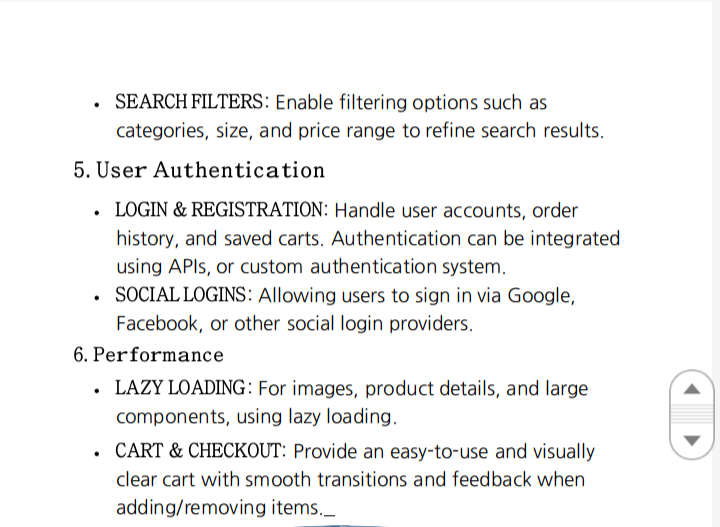 • SEARCH FILTERS: Enable filtering options such as
categories, size, and price range to refine search results.
5. User Authentication
• LOGIN & REGISTRATION: Handle user accounts, order
history, and saved carts. Authentication can be integrated
using APIs, or custom authentication system.
• SOCIAL LOGINS: Allowing users to sign in via Google,
Facebook, or other social login providers.
6. Performance
• LAZY LOADING: For images, product details, and large
components, using lazy loading.
• CART & CHECKOUT: Provide an easy-to-use and visually
clear cart with smooth transitions and feedback when
adding/removing items._